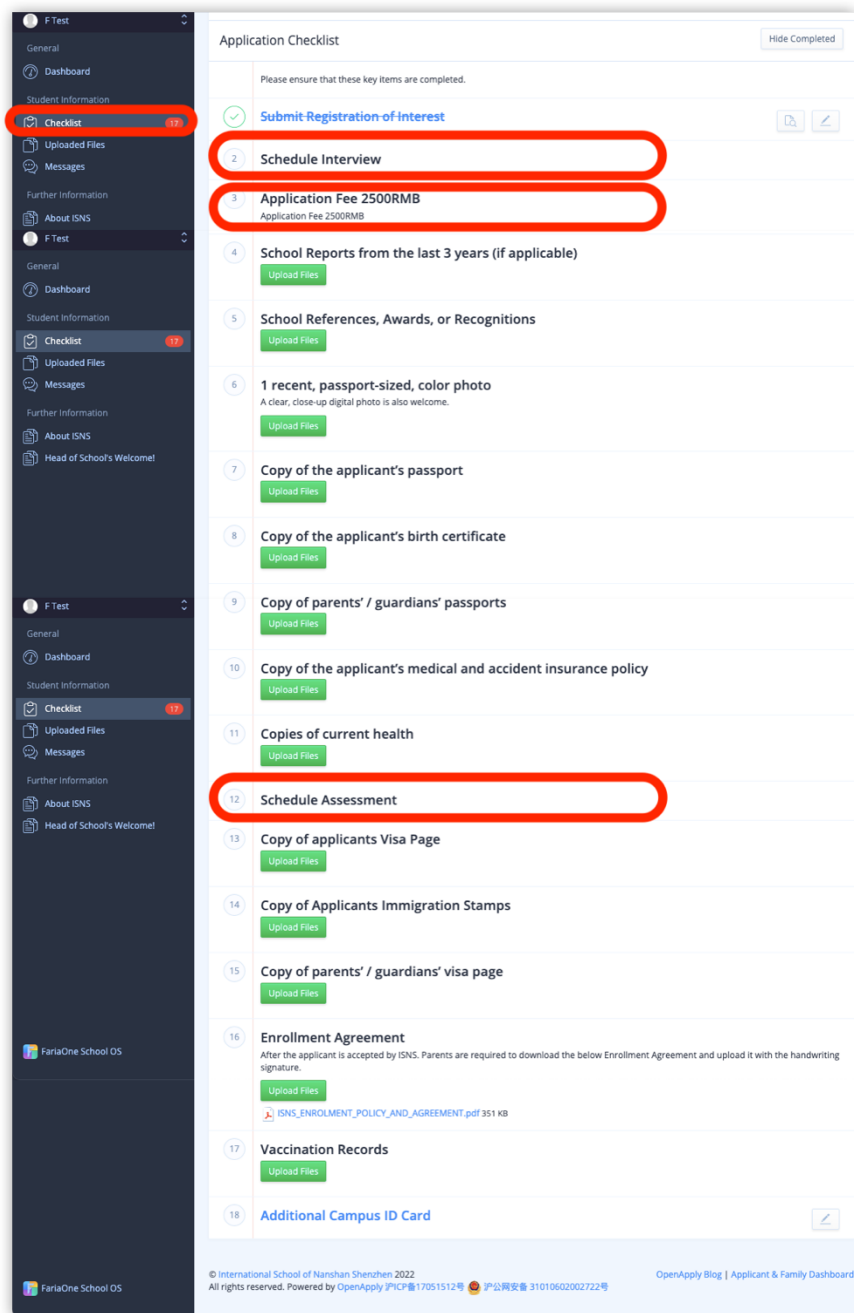 F Test
General
Dashboard
Student Information
Checklist 17
Uploaded Files
Messages
Further Information
About ISNS
F Test
General
Dashboard
Student Information
Checklist 17
Uploaded Files
Messages
Further Information
About ISNS
Head of School's Welcome!
F Test
General
Dashboard
Student Information
Checklist 17
Uploaded Files
Messages
Further Information
About ISNS
Head of School's Welcome!
FariaOne School OS
FariaOne School OS
Application Checklist
Hide Completed
Please ensure that these key items are completed.
Submit Registration of Interest
2 Schedule Interview
3 Application Fee 2500RMB
Application Fee 2500RMB
4 School Reports from the last 3 years (if applicable)
Upload Files
5 School References, Awards, or Recognitions
Upload Files
6 1 recent, passport-sized, color photo
A clear, close-up digital photo is also welcome.
Upload Files
7 Copy of the applicant's passport
Upload Files
8 Copy of the applicant's birth certificate
Upload Files
9 Copy of parents' / guardians' passports
Upload Files
10 Copy of the applicant's medical and accident insurance policy
Upload Files
11 Copies of current health
Upload Files
12 Schedule Assessment
13 Copy of applicants Visa Page
Upload Files
14 Copy of Applicants Immigration Stamps
Upload Files
15 Copy of parents' / guardians' visa page
Upload Files
16 Enrollment Agreement
After the applicant is accepted by ISNS. Parents are required to download the below Enrollment Agreement and upload it with the handwriting
signature.
Upload Files
ISNS_ENROLMENT_POLICY_AND_AGREEMENT.pdf 351 KB
17 Vaccination Records
Upload Files
18 Additional Campus ID Card
© International School of Nanshan Shenzhen 2022
All rights reserved. Powered by OpenApply 沪ICP备17051512号 沪公网安备 31010602002722号
OpenApply Blog | Applicant & Family Dashboard